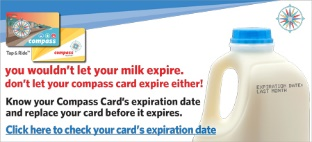 compass
compass
Tap & Ride
you wouldn't let your milk expire.
don't let your compass card expire either!
Know your Compass Card's expiration date
and replace your card before it expires.
Click here to check your card's expiration date
EXPIRATION DATE:
LAST MONTH